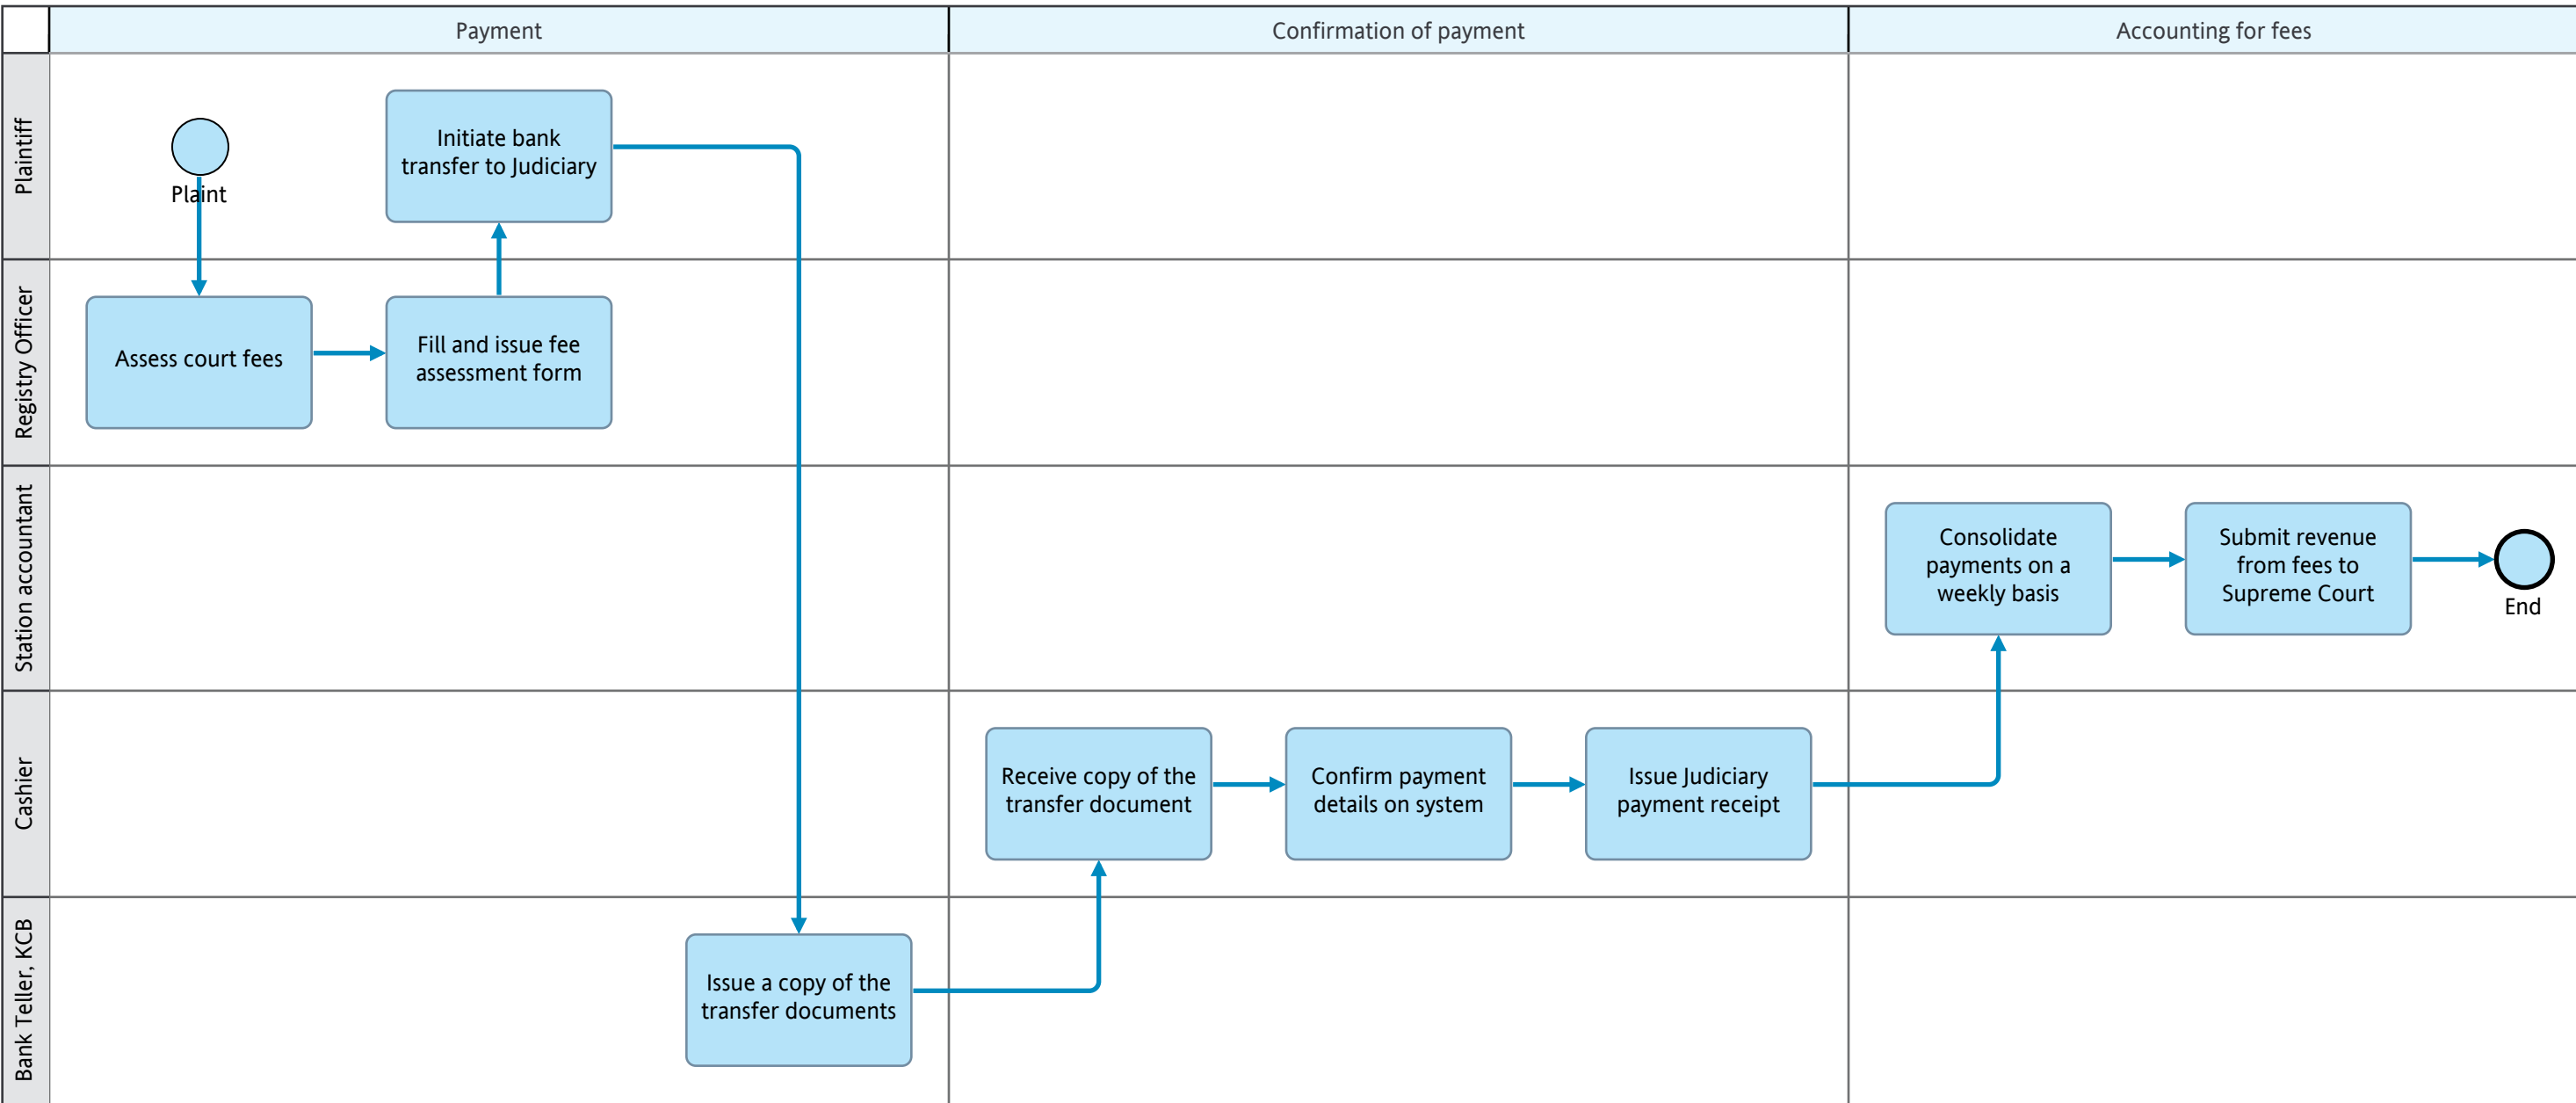 Payment
Confirmation of payment
Accounting for fees
Plaintiff
Plaint
Initiate bank
transfer to Judiciary
Registry Officer
Assess court fees
Fill and issue fee
assessment form
Station accountant
Consolidate
payments on a
weekly basis
Submit revenue
from fees to
Supreme Court
End
Cashier
Receive copy of the
transfer document
Confirm payment
details on system
Issue Judiciary
payment receipt
Bank Teller, KCB
Issue a copy of the
transfer documents